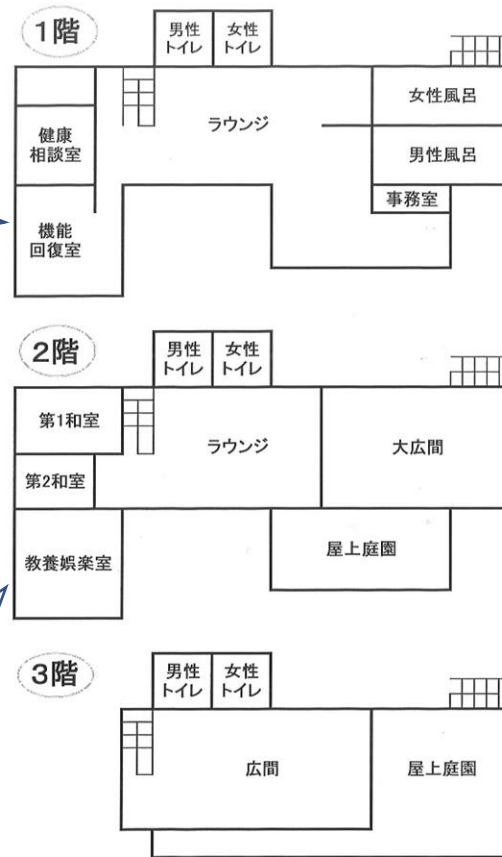 1階
男性
トイレ
女性
トイレ
健康
相談室
ラウンジ
女性風呂
男性風呂
事務室
機能
回復室
2階
男性
トイレ
女性
トイレ
第1和室
第2和室
ラウンジ
大広間
教養娯楽室
屋上庭園
3階
男性
トイレ
女性
トイレ
広間
屋上庭園